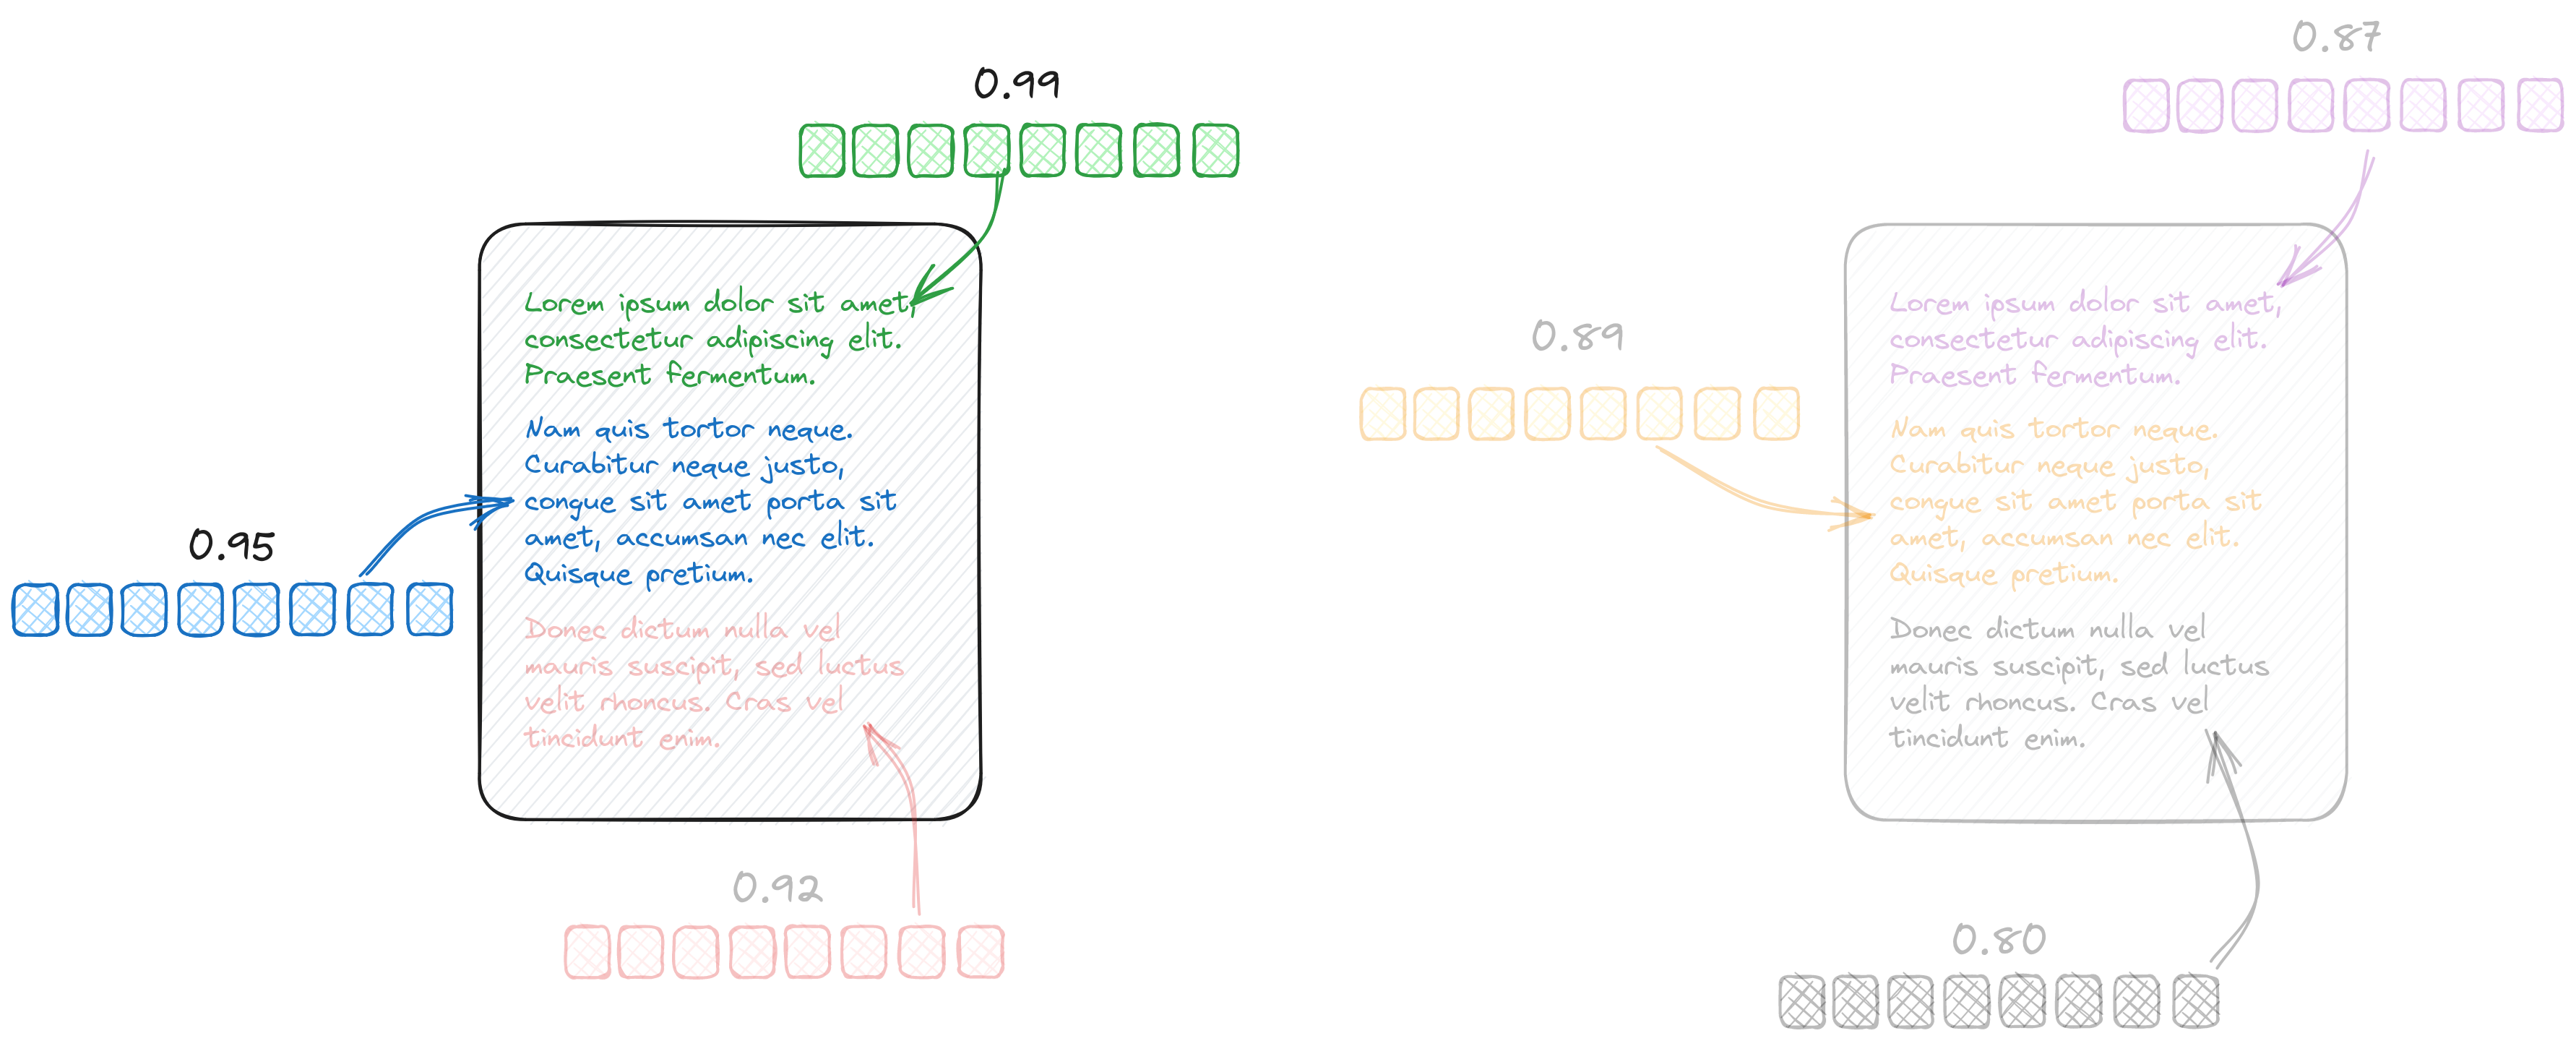 0.99
Lorem ipsum dolor sit amet,
consectetur adipiscing elit.
Praesent fermentum.
Nam quis tortor neque.
Curabitur neque justo,
congue sit amet porta sit
amet, accumsan nec elit.
Quisque pretium.
Donec dictum nulla vel
mauris suscipit, sed luctus
velit rhoncus. Cras vel
tincidunt enim.
0.95
0.92
0.87
0.89
Lorem ipsum dolor sit amet,
consectetur adipiscing elit.
Praesent fermentum.
Nam quis tortor neque.
Curabitur neque justo,
congue sit amet porta sit
amet, accumsan nec elit.
Quisque pretium.
Donec dictum nulla vel
mauris suscipit, sed luctus
velit rhoncus. Cras vel
tincidunt enim.
0.80